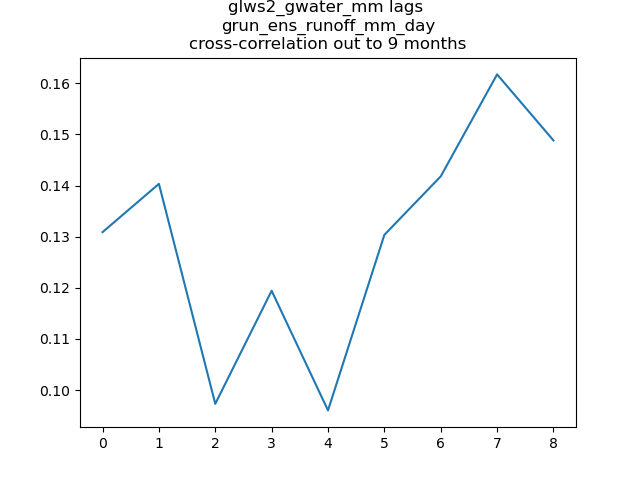 glws2_gwater_mm lags
grun_ens_runoff_mm_day
cross-correlation out to 9 months
0.16
0.15
0.14
0.13
0.12
0.11
0.10
0 1 2 3 4 5 6 7 8